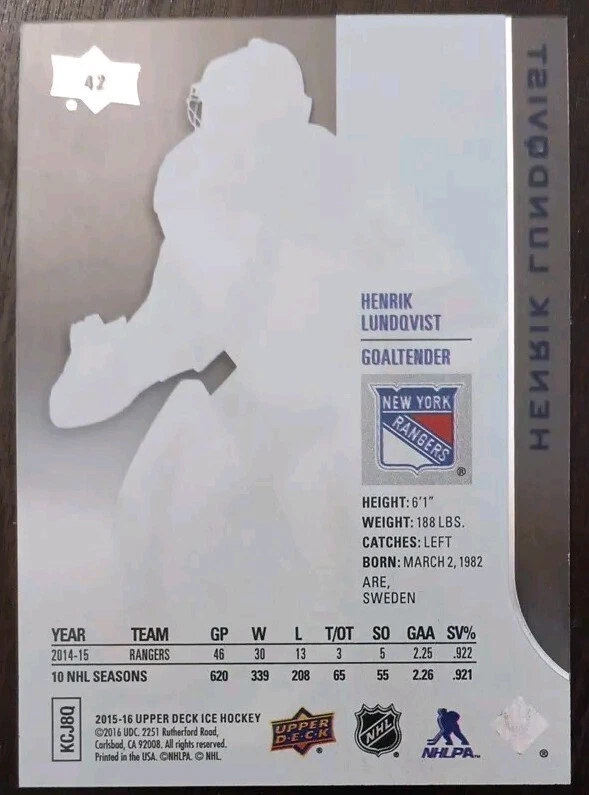 42
HENRIK LUNDQVIST
HENRIK
LUNDQVIST
GOALTENDER
NEW YORK
RANGERS
®
HEIGHT: 6'1"
WEIGHT: 188 LBS.
CATCHES: LEFT
BORN: MARCH 2, 1982
ARE,
SWEDEN
YEAR TEAM GP W L T/OT SO GAA SV%
2014-15 RANGERS 46 30 13 3 5 2.25 .922
10 NHL SEASONS 620 339 208 65 55 2.26 .921
KCJ8Q
2015-16 UPPER DECK ICE HOCKEY
©2016 UDC. 2251 Rutherford Road,
Carlsbad, CA 92008. All rights reserved.
Printed in the USA. ©NHLPA. © NHL.
UPPER
D·E·C·K ®
NHL ®
NHLPA™
®